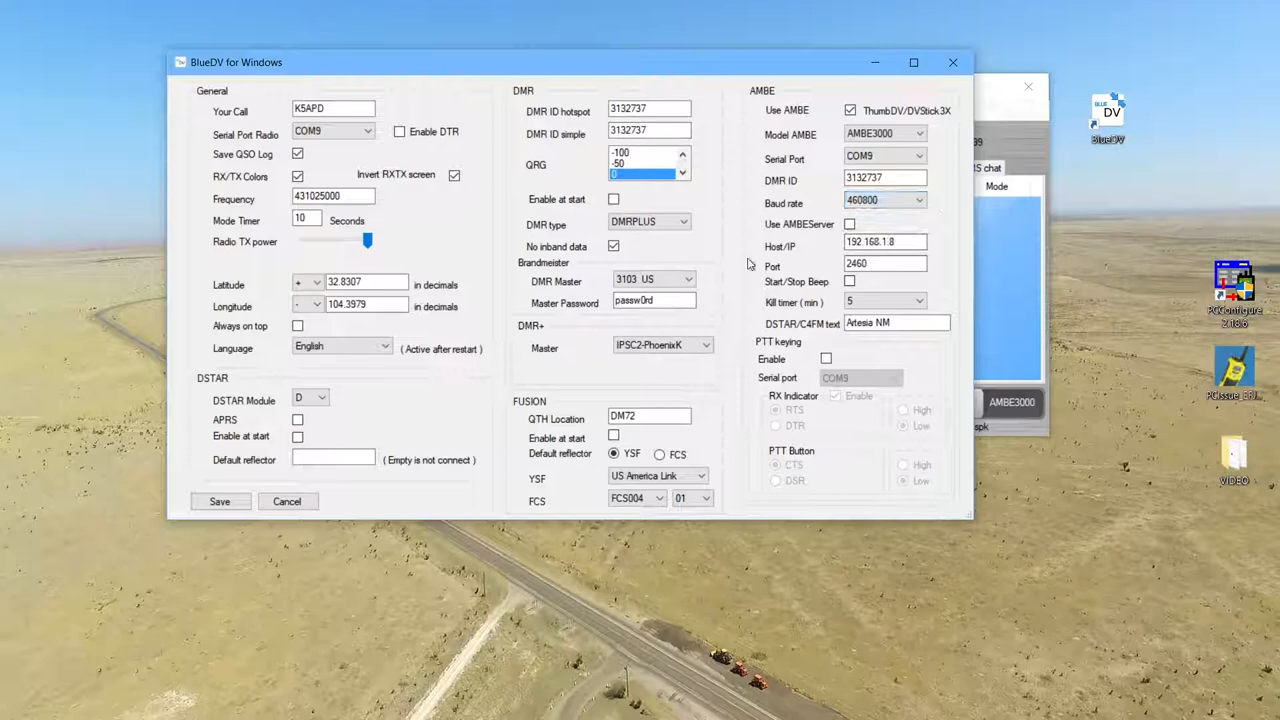 BlueDV for Windows
General
Your Call K5APD
Serial Port Radio COM9 Enable DTR
Save QSO Log
RX/TX Colors Invert RXTX screen
Frequency 431025000
Mode Timer 10 Seconds
Radio TX power
Latitude + 32.8307 in decimals
Longitude - 104.3979 in decimals
Always on top
Language English ( Active after restart )
DSTAR
DSTAR Module D
APRS
Enable at start
Default reflector ( Empty is not connect )
Save Cancel
DMR
DMR ID hotspot 3132737
DMR ID simple 3132737
-100
-50
QRG 0
Enable at start
DMR type DMRPLUS
No inband data
Brandmeister
DMR Master 3103 US
Master Password passw0rd
DMR+
Master IPSC2-PhoenixK
FUSION
QTH Location DM72
Enable at start
Default reflector YSF FCS
YSF US America Link
FCS FCS004 01
AMBE
Use AMBE ThumbDV/DVStick3X
Model AMBE AMBE3000
Serial Port COM9
DMR ID 3132737
Baud rate 460800
Use AMBEServer
Host/IP 192.168.1.8
Port 2460
Start/Stop Beep
Kill timer ( min ) 5
DSTAR/C4FM text Artesia NM
PTT keying
Enable
Serial port COM9
RX Indicator Enable
RTS High
DTR Low
PTT Button
CTS High
DSR Low
99
S chat
Mode
AMBE3000
spk
BLUE
DV
BlueDV
PCConfigure
2.18.6
PCIssue_EFJ...
VIDEO